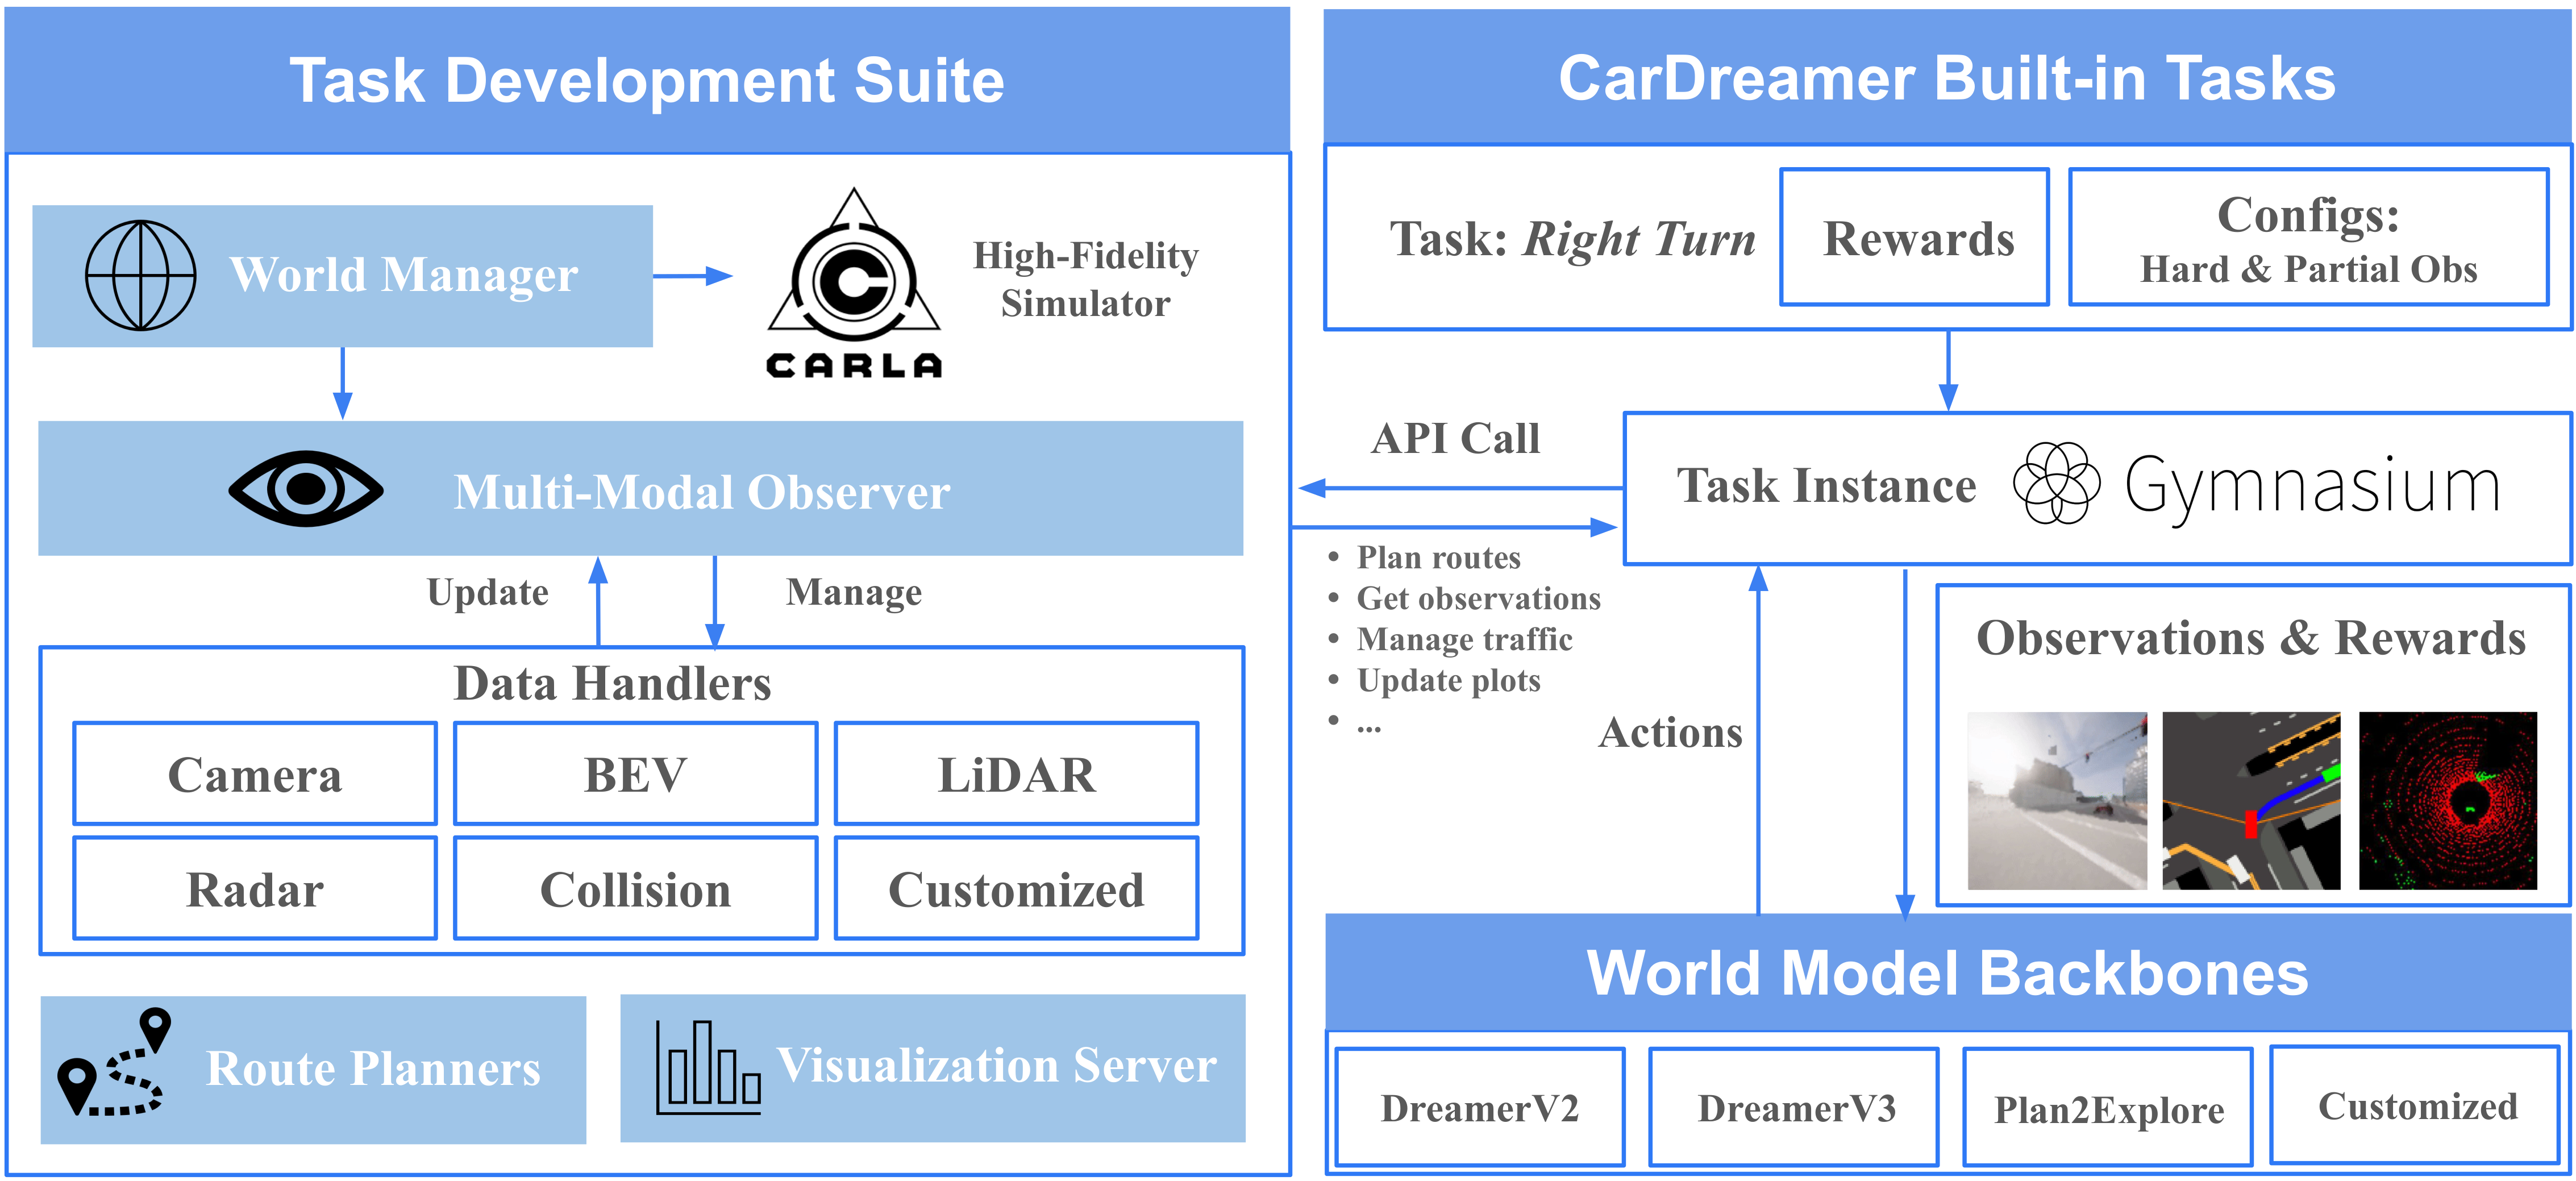 Task Development Suite
World Manager
High-Fidelity
Simulator
CARLA
Multi-Modal Observer
Update
Manage
Data Handlers
Camera
BEV
LiDAR
Radar
Collision
Customized
Route Planners
Visualization Server
CarDreamer Built-in Tasks
Task: Right Turn
Rewards
Configs:
Hard & Partial Obs
API Call
• Plan routes
• Get observations
• Manage traffic
• Update plots
• ...
Task Instance
Gymnasium
Actions
Observations & Rewards
World Model Backbones
DreamerV2
DreamerV3
Plan2Explore
Customized